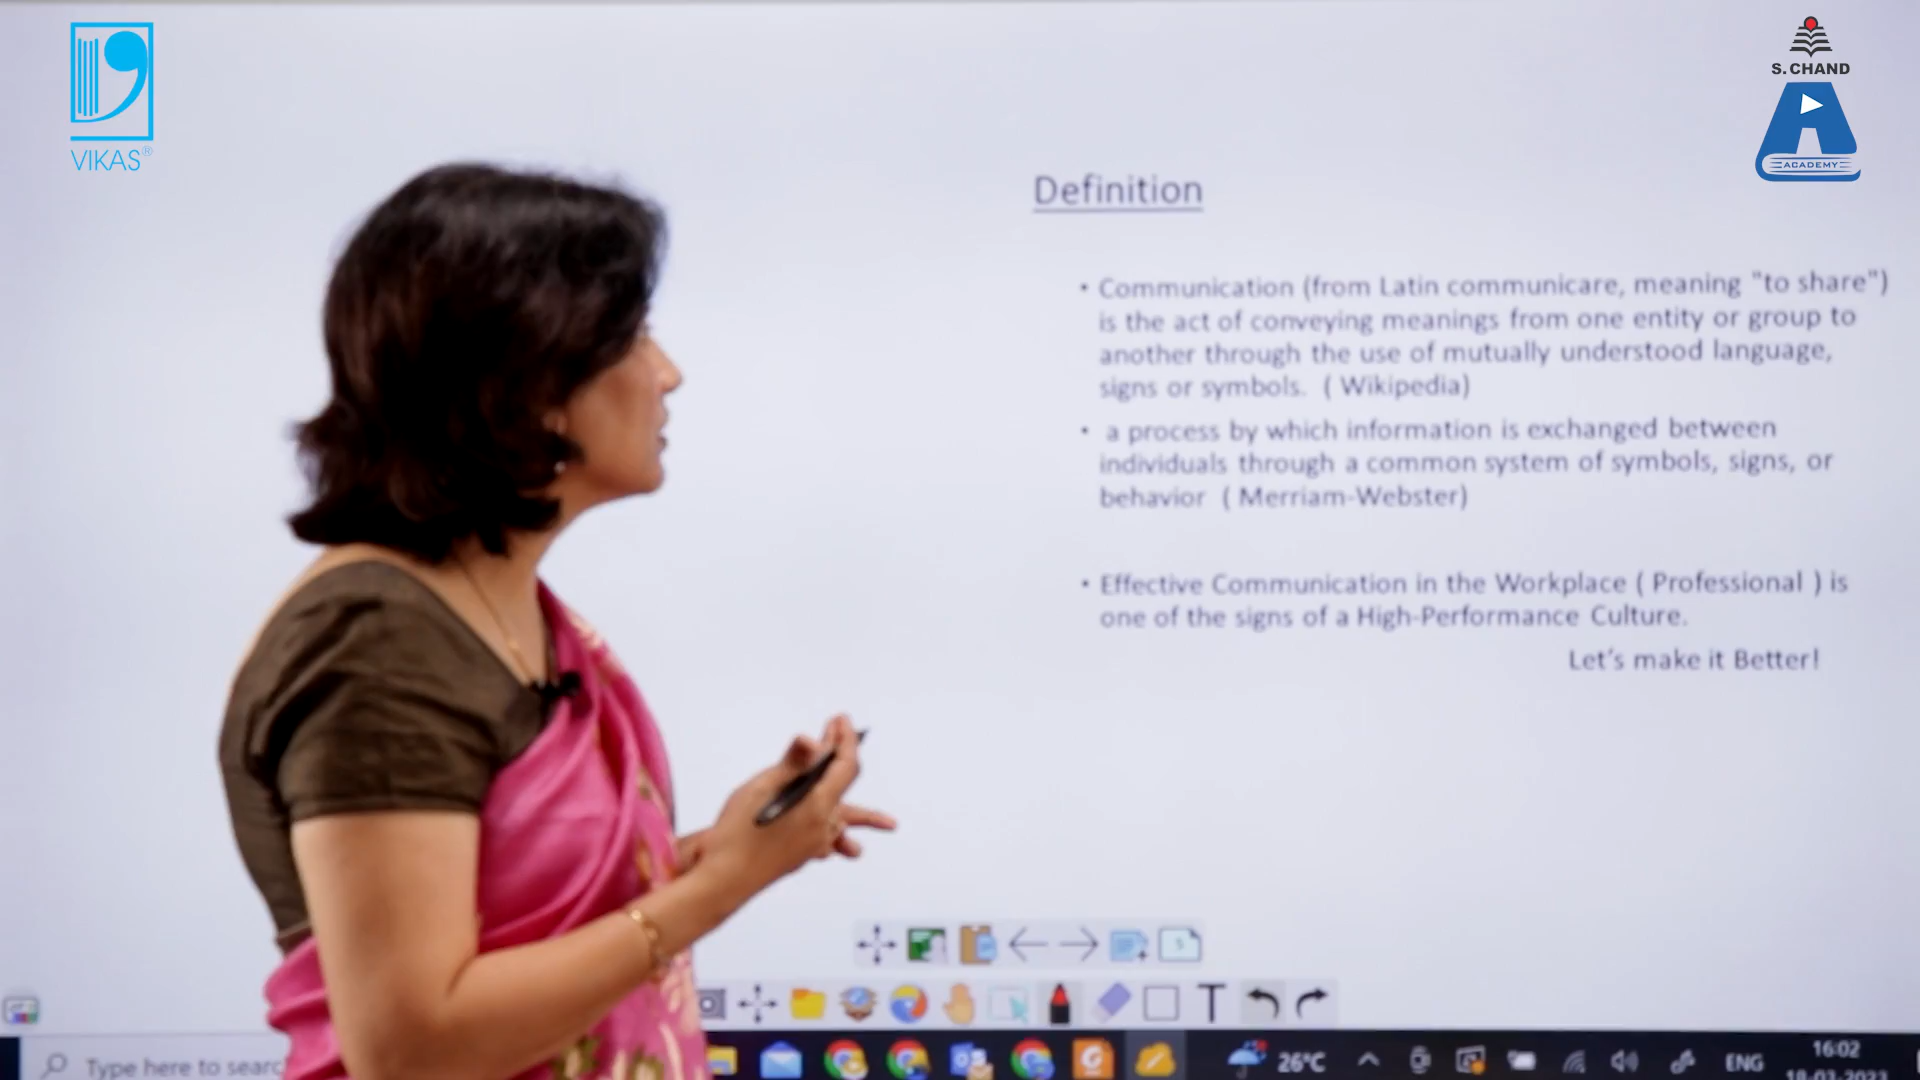 VIKAS®
S. CHAND
ACADEMY
Definition
• Communication (from Latin communicare, meaning "to share")
is the act of conveying meanings from one entity or group to
another through the use of mutually understood language,
signs or symbols. ( Wikipedia)
• a process by which information is exchanged between
individuals through a common system of symbols, signs, or
behavior ( Merriam-Webster)
• Effective Communication in the Workplace ( Professional ) is
one of the signs of a High-Performance Culture.
Let's make it Better!
5
T
Type here to searc
26°C
ENG
16:02
18-03-2023